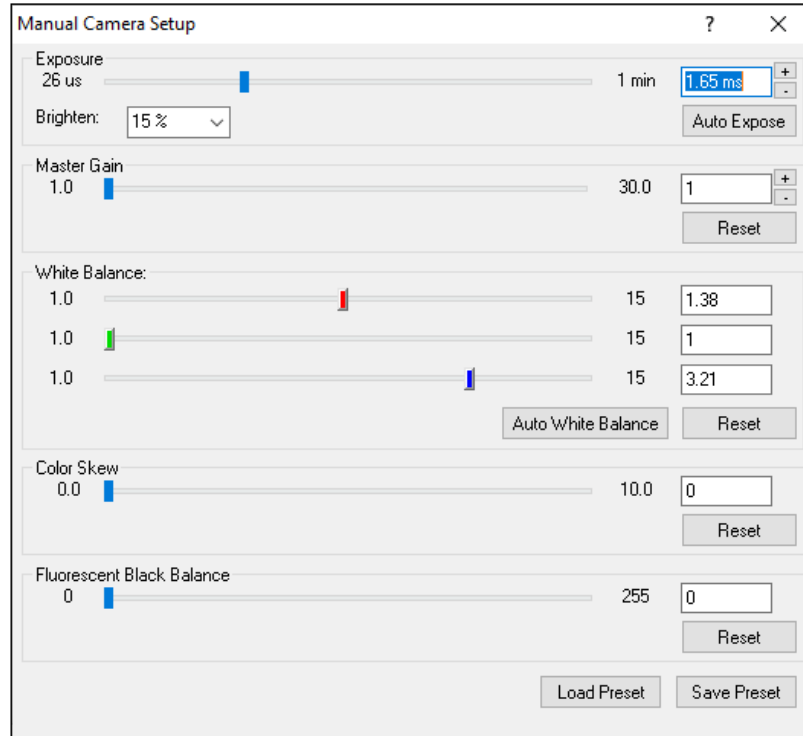 Manual Camera Setup ? ×
Exposure
26 us 1 min 1.65 ms + -
Brighten: 15 % Auto Expose
Master Gain
1.0 30.0 1 + -
Reset
White Balance:
1.0 15 1.38
1.0 15 1
1.0 15 3.21
Auto White Balance Reset
Color Skew
0.0 10.0 0
Reset
Fluorescent Black Balance
0 255 0
Reset
Load Preset Save Preset